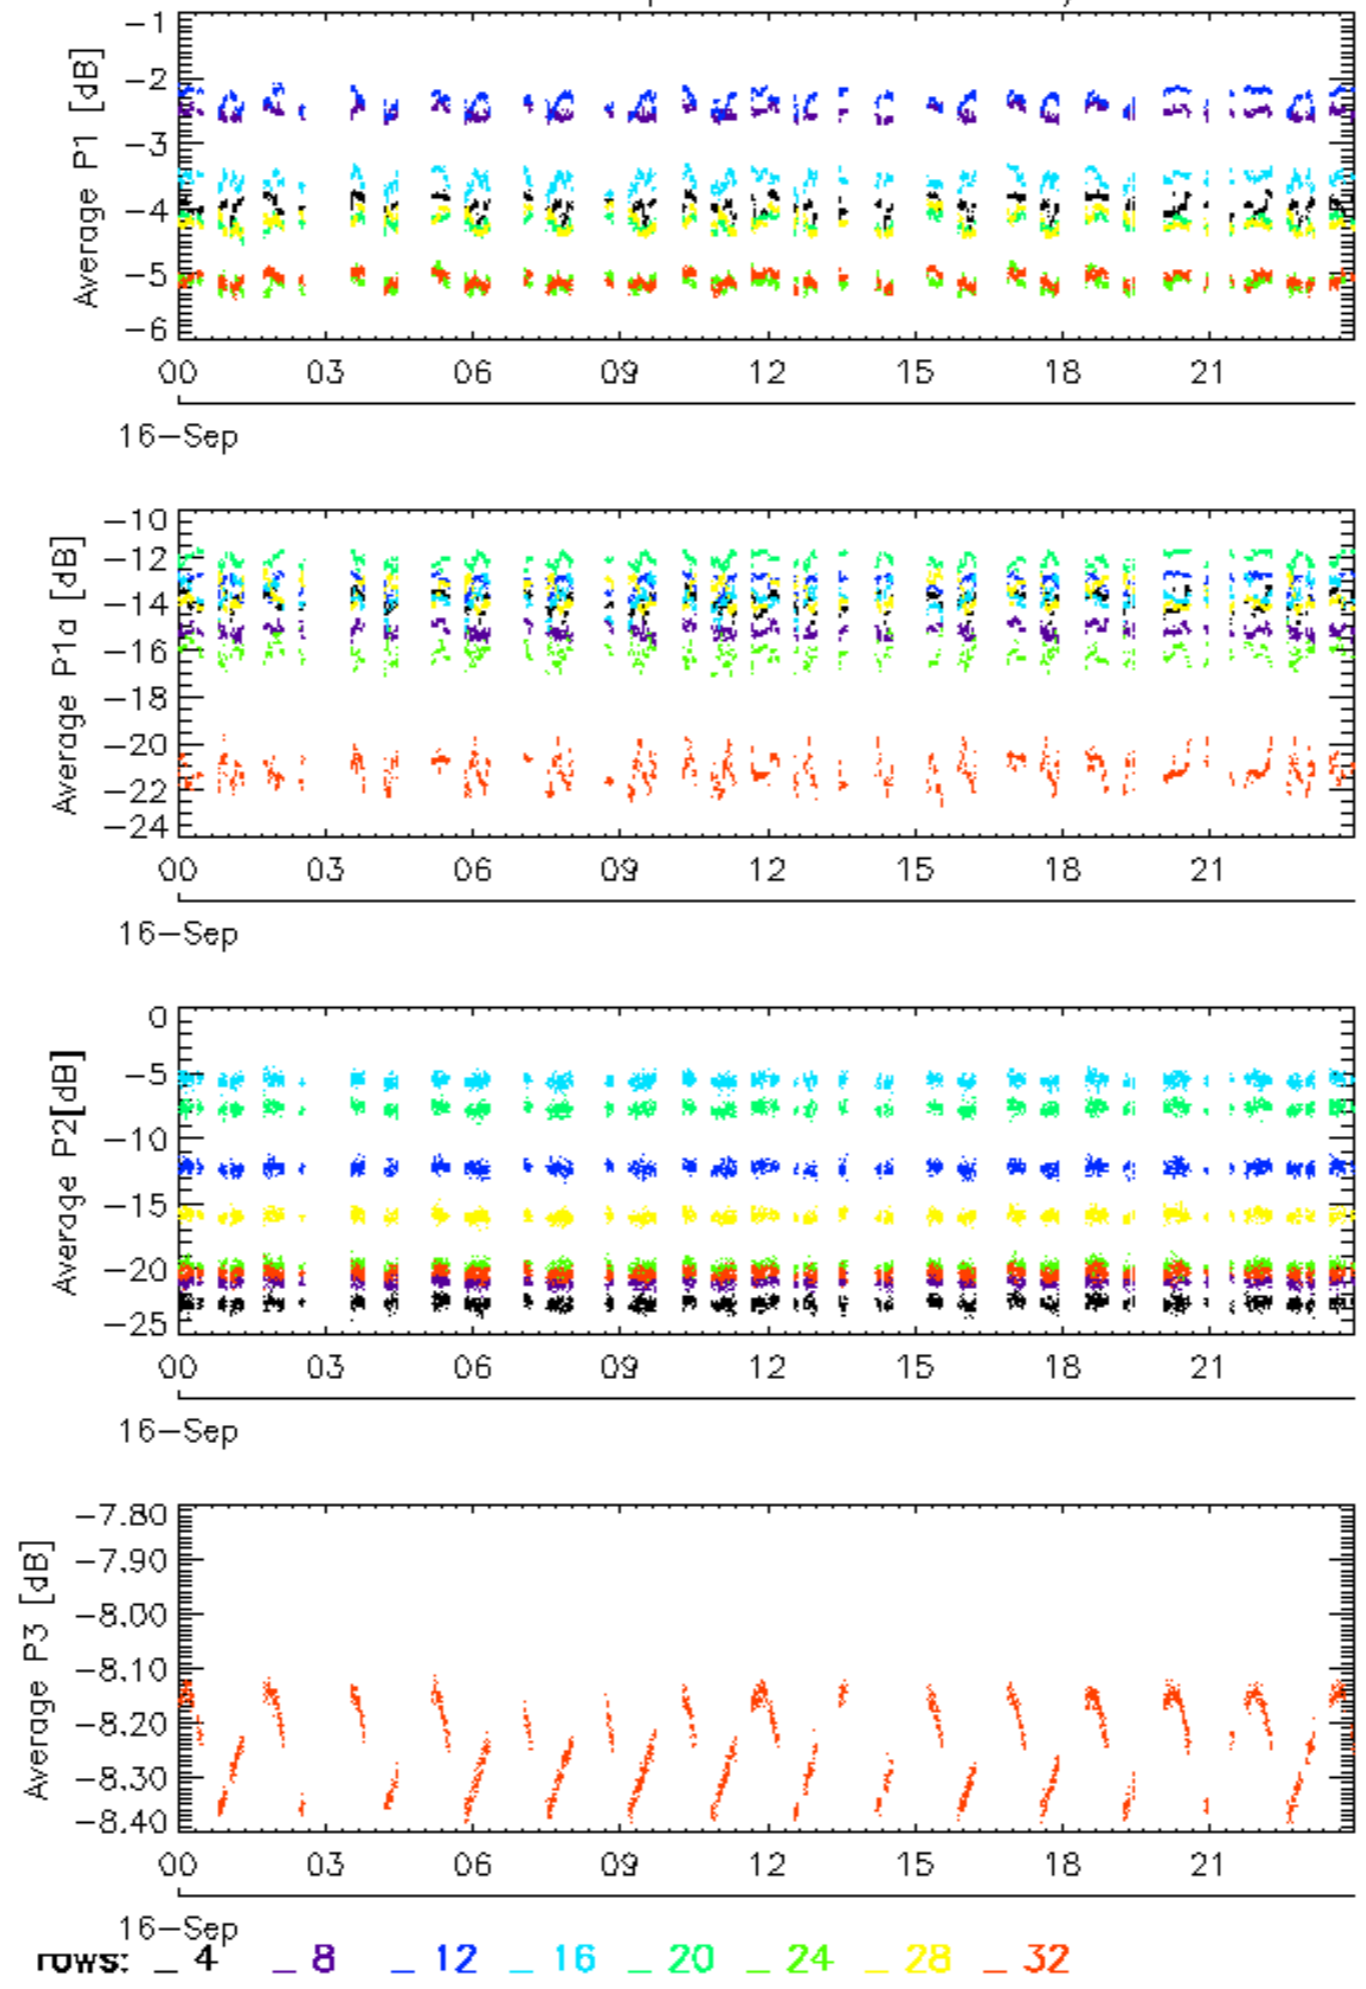 Average P1 [dB]
-1
-2
-3
-4
-5
-6
00 03 06 09 12 15 18 21
16-Sep
Average P1a [dB]
-10
-12
-14
-16
-18
-20
-22
-24
00 03 06 09 12 15 18 21
16-Sep
Average P2[dB]
0
-5
-10
-15
-20
-25
00 03 06 09 12 15 18 21
16-Sep
Average P3 [dB]
-7.80
-7.90
-8.00
-8.10
-8.20
-8.30
-8.40
00 03 06 09 12 15 18 21
16-Sep
rows: _ 4 _ 8 _ 12 _ 16 _ 20 _ 24 _ 28 _ 32